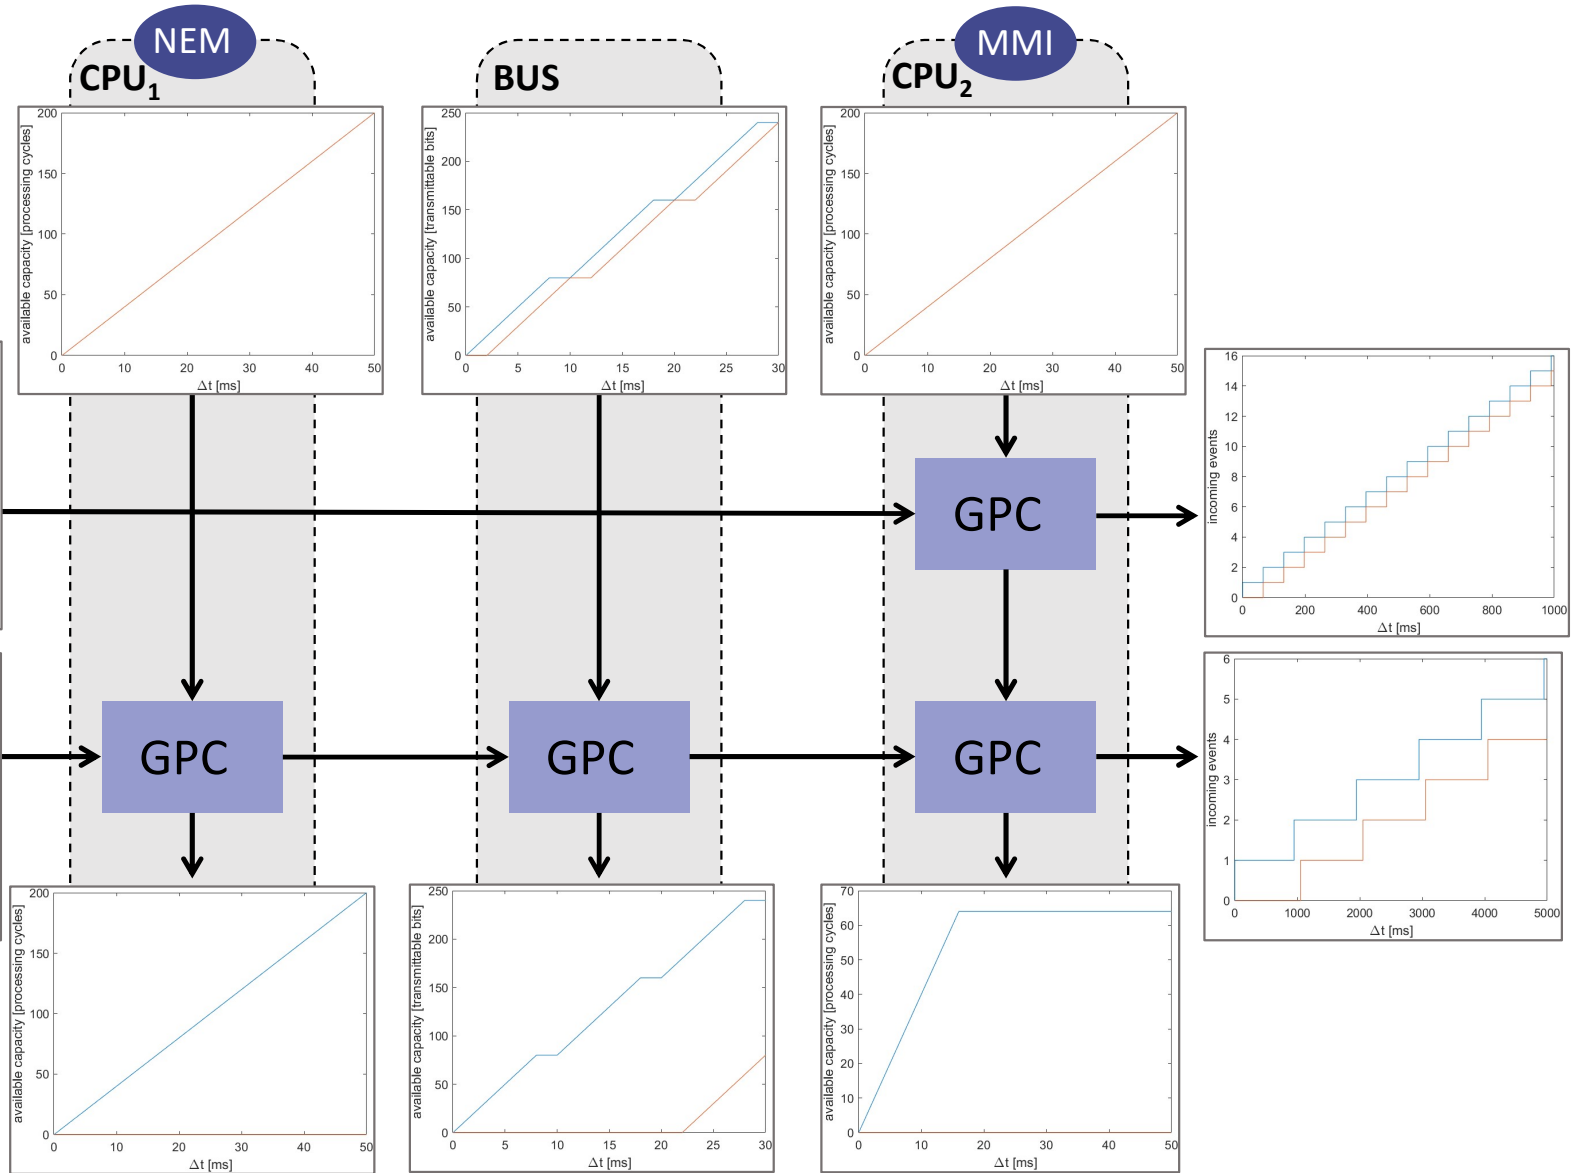 NEM
MMI
CPU1
BUS
CPU2
available capacity [processing cycles]
200
150
100
50
0
0 10 20 30 40 50
Δt [ms]
available capacity [transmittable bits]
250
200
150
100
50
0
0 5 10 15 20 25 30
Δt [ms]
available capacity [processing cycles]
200
150
100
50
0
0 10 20 30 40 50
Δt [ms]
GPC
incoming events
16
14
12
10
8
6
4
2
0
0 200 400 600 800 1000
Δt [ms]
GPC
GPC
GPC
incoming events
6
5
4
3
2
1
0
0 1000 2000 3000 4000 5000
Δt [ms]
available capacity [processing cycles]
200
150
100
50
0
0 10 20 30 40 50
Δt [ms]
available capacity [transmittable bits]
250
200
150
100
50
0
0 5 10 15 20 25 30
Δt [ms]
available capacity [processing cycles]
70
60
50
40
30
20
10
0
0 10 20 30 40 50
Δt [ms]